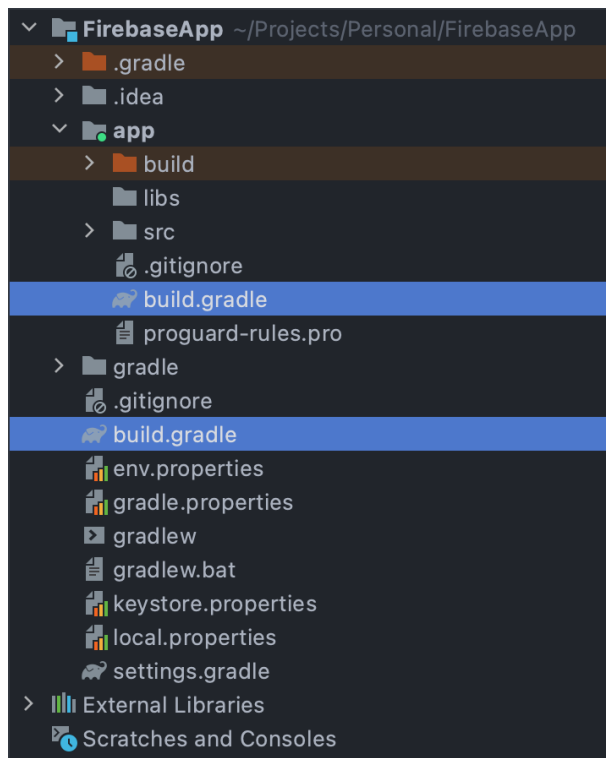 FirebaseApp ~/Projects/Personal/FirebaseApp
.gradle
.idea
app
build
libs
src
.gitignore
build.gradle
proguard-rules.pro
gradle
.gitignore
build.gradle
env.properties
gradle.properties
gradlew
gradlew.bat
keystore.properties
local.properties
settings.gradle
External Libraries
Scratches and Consoles